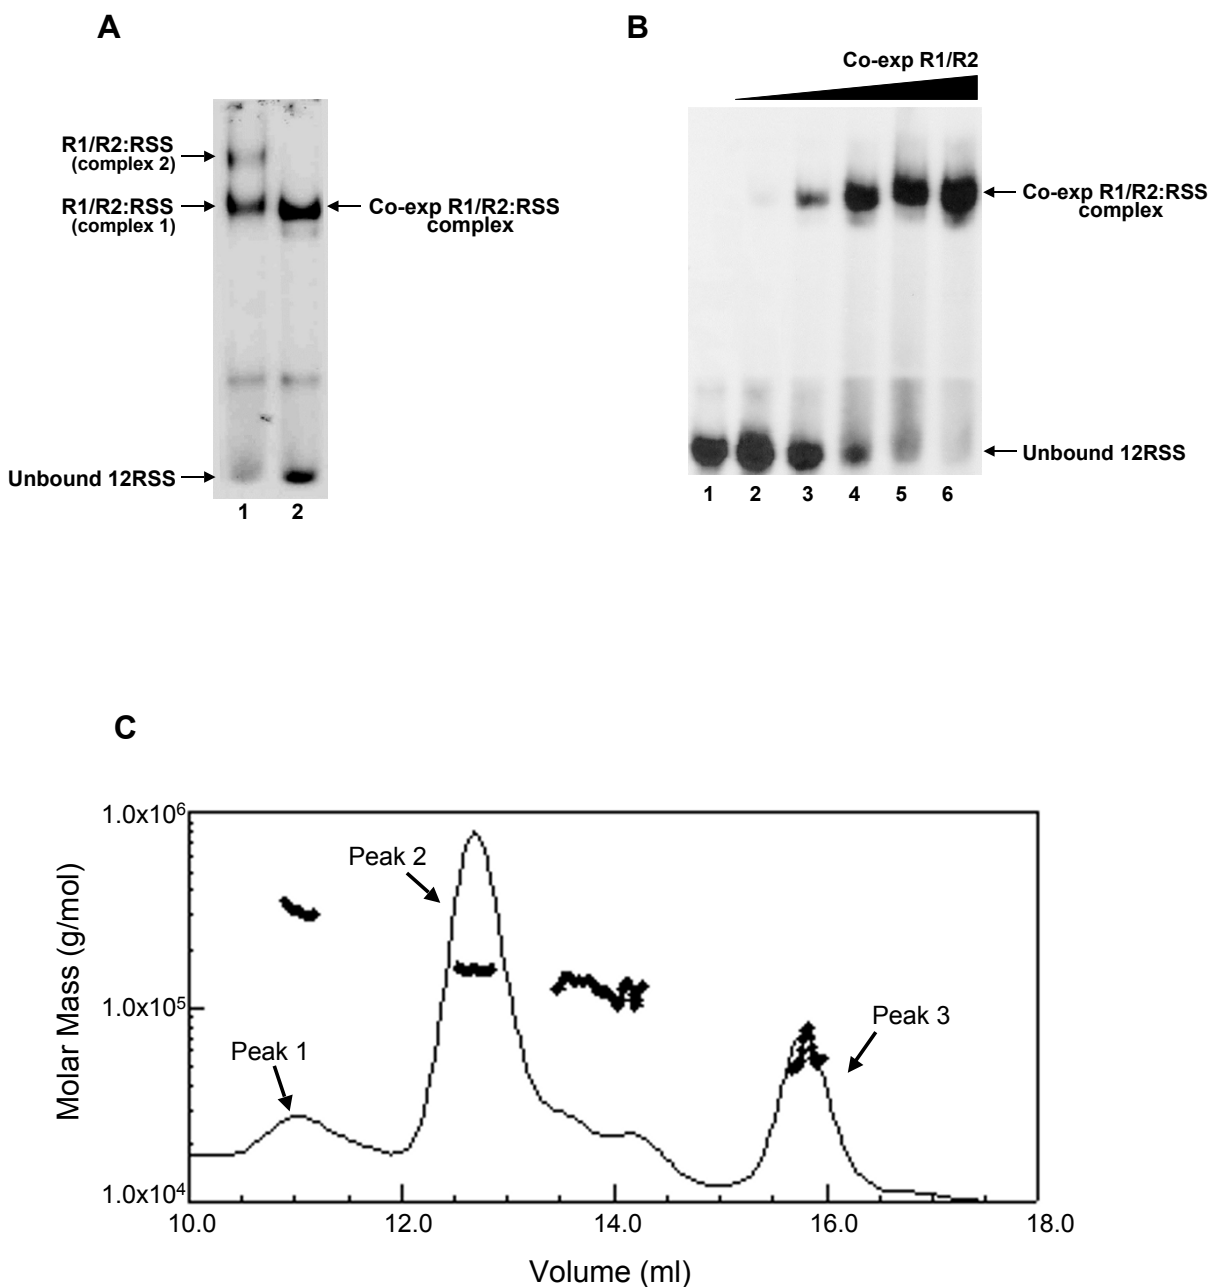 A
R1/R2:RSS
(complex 2)
R1/R2:RSS
(complex 1)
Co-exp R1/R2:RSS
complex
Unbound 12RSS
1 2
B
Co-exp R1/R2
Co-exp R1/R2:RSS
complex
Unbound 12RSS
1 2 3 4 5 6
C
1.0x10⁶
1.0x10⁵
1.0x10⁴
Molar Mass (g/mol)
Peak 1
Peak 2
Peak 3
10.0 12.0 14.0 16.0 18.0
Volume (ml)